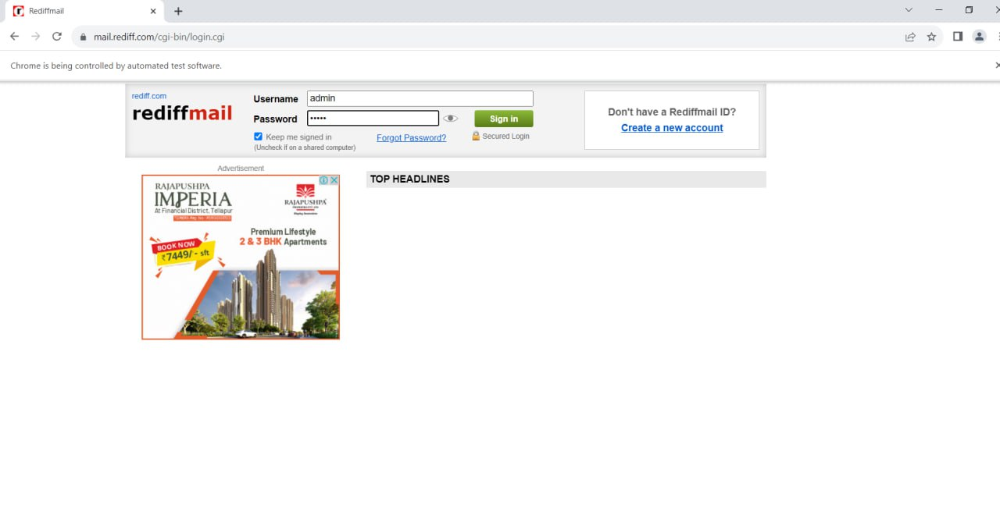 Rediffmail
mail.rediff.com/cgi-bin/login.cgi
Chrome is being controlled by automated test software.
rediff.com
rediffmail
Username
admin
Password
•••••
Sign in
Keep me signed in
(Uncheck if on a shared computer)
Forgot Password?
Secured Login
Don't have a Rediffmail ID?
Create a new account
Advertisement
RAJAPUSHPA
IMPERIA
At Financial District, Tellapur
RAJAPUSHPA
Premium Lifestyle
2 & 3 BHK Apartments
BOOK NOW
₹7449/- sft
TOP HEADLINES